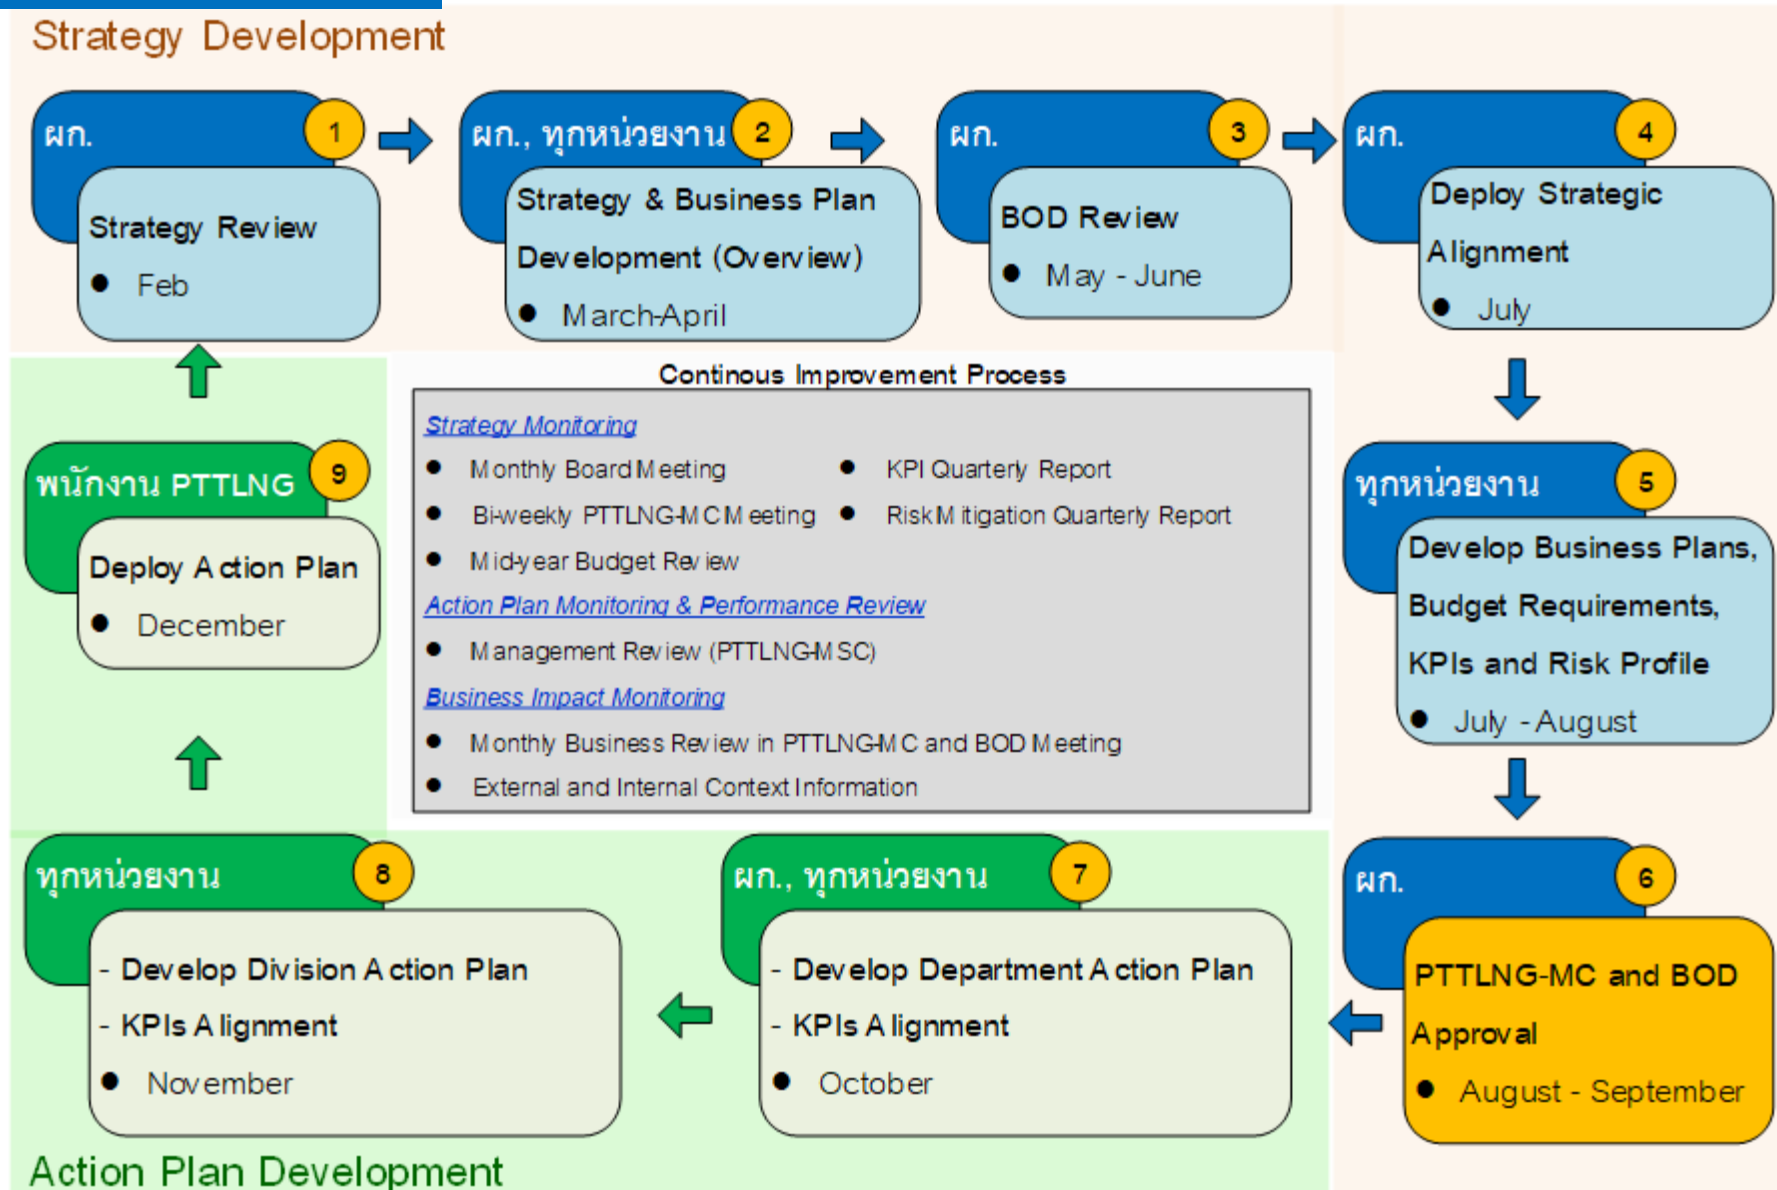 Strategy Development
ผก.
1
Strategy Review
● Feb
ผก., ทุกหน่วยงาน
2
Strategy & Business Plan
Development (Overview)
● March-April
ผก.
3
BOD Review
● May - June
ผก.
4
Deploy Strategic
Alignment
● July
ทุกหน่วยงาน
5
Develop Business Plans,
Budget Requirements,
KPIs and Risk Profile
● July - August
ผก.
6
PTTLNG-MC and BOD
Approval
● August - September
ผก., ทุกหน่วยงาน
7
- Develop Department Action Plan
- KPIs Alignment
● October
ทุกหน่วยงาน
8
- Develop Division Action Plan
- KPIs Alignment
● November
พนักงาน PTTLNG
9
Deploy Action Plan
● December
Continous Improvement Process
Strategy Monitoring
● Monthly Board Meeting
● KPI Quarterly Report
● Bi-weekly PTTLNG-MC Meeting
● Risk Mitigation Quarterly Report
● Mid-year Budget Review
Action Plan Monitoring & Performance Review
● Management Review (PTTLNG-MSC)
Business Impact Monitoring
● Monthly Business Review in PTTLNG-MC and BOD Meeting
● External and Internal Context Information
Action Plan Development